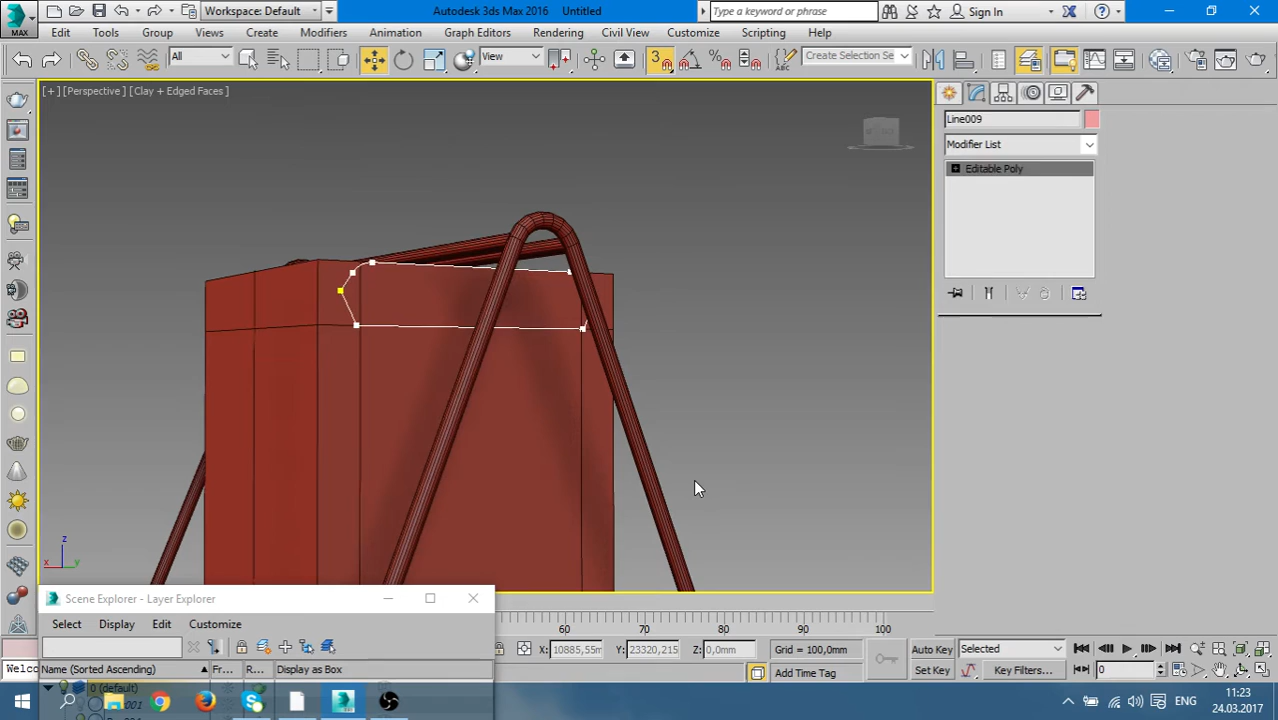 Workspace: Default
Autodesk 3ds Max 2016 Untitled
Type a keyword or phrase
Sign In
MAX
Edit Tools Group Views Create Modifiers Animation Graph Editors Rendering Civil View Customize Scripting Help
All
View
3
Create Selection Se
[+] [Perspective] [Clay + Edged Faces]
Line009
Modifier List
Editable Poly
z
x
y
Scene Explorer - Layer Explorer
Select Display Edit Customize
Name (Sorted Ascending) Fr... R... Display as Box
0 (default)
60 70 80 90 100
X: 10885,55m Y: 23320,215 Z: 0,0mm Grid = 100,0mm
Add Time Tag
Auto Key Selected
Set Key Key Filters...
0
Welco
ENG
11:23
24.03.2017